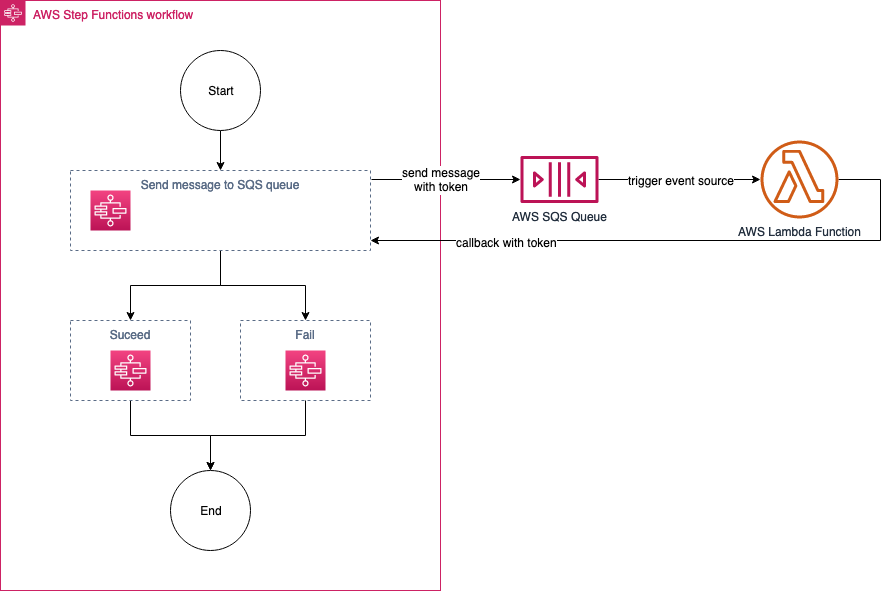 AWS Step Functions workflow
Start
Send message to SQS queue
send message
with token
trigger event source
AWS SQS Queue
AWS Lambda Function
callback with token
Suceed
Fail
End